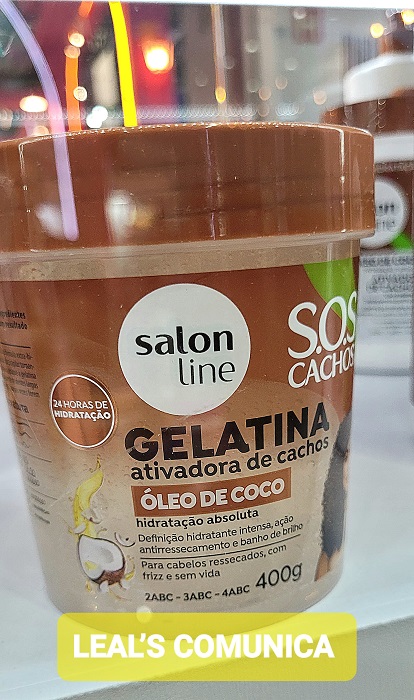 salon
line
S.O.S
CACHOS
24 HORAS DE
HIDRATAÇÃO
GELATINA
ativadora de cachos
ÓLEO DE COCO
hidratação absoluta
Definição hidratante intensa, ação
antirressecamento e banho de brilho
Para cabelos ressecados, com
frizz e sem vida
2ABC - 3ABC - 4ABC 400g
LEAL'S COMUNICA